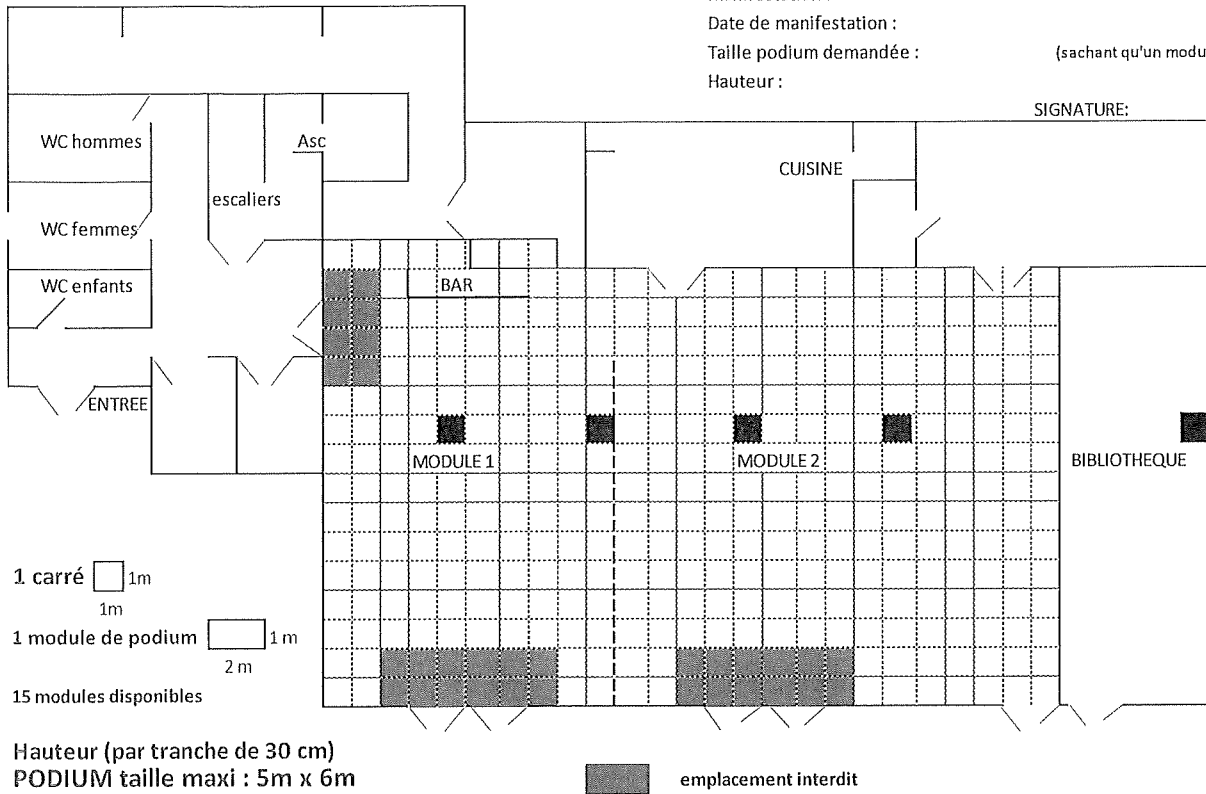 Date de manifestation :
Taille podium demandée : (sachant qu'un modu
Hauteur :
SIGNATURE:
WC hommes
Asc
CUISINE
escaliers
WC femmes
WC enfants
BAR
ENTREE
MODULE 1
MODULE 2
BIBLIOTHEQUE
1 carré 1m
1m
1 module de podium 1 m
2 m
15 modules disponibles
Hauteur (par tranche de 30 cm)
PODIUM taille maxi : 5m x 6m
emplacement interdit